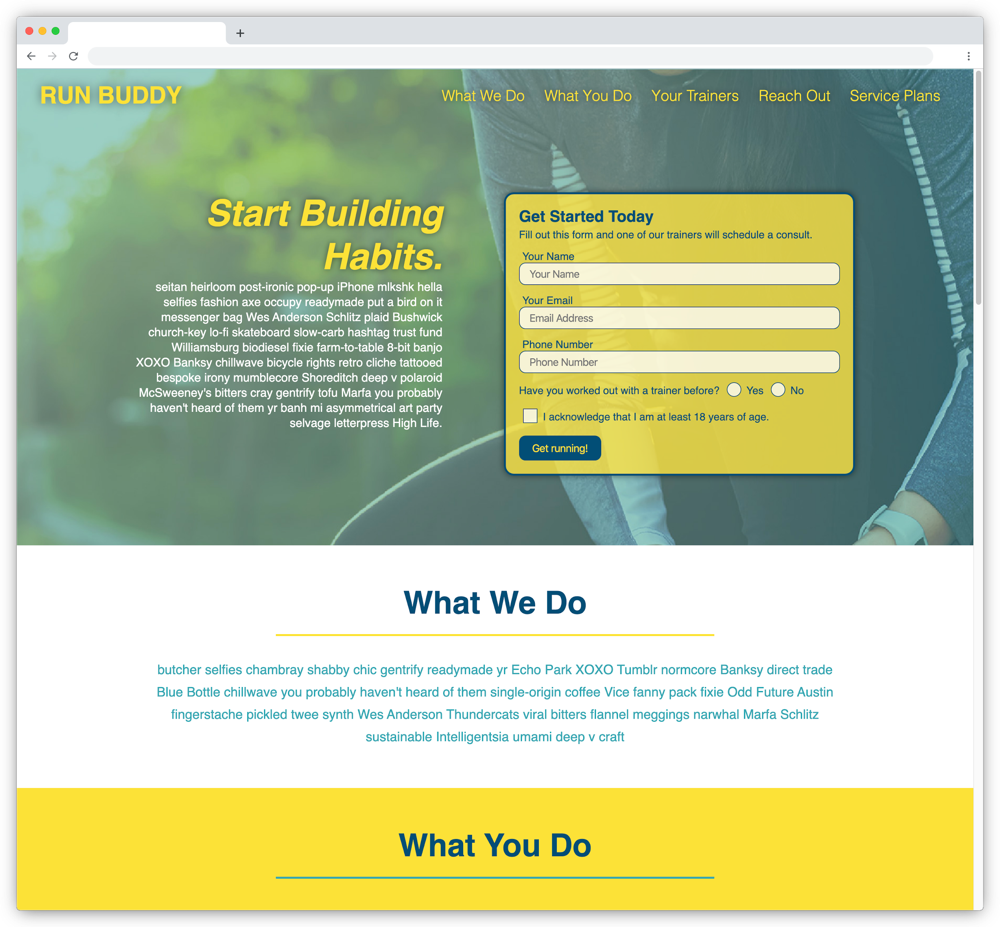 RUN BUDDY
What We Do
What You Do
Your Trainers
Reach Out
Service Plans
Start Building
Habits.
seitan heirloom post-ironic pop-up iPhone mlkshk hella
selfies fashion axe occupy readymade put a bird on it
messenger bag Wes Anderson Schlitz plaid Bushwick
church-key lo-fi skateboard slow-carb hashtag trust fund
Williamsburg biodiesel fixie farm-to-table 8-bit banjo
XOXO Banksy chillwave bicycle rights retro cliche tattooed
bespoke irony mumblecore Shoreditch deep v polaroid
McSweeney's bitters cray gentrify tofu Marfa you probably
haven't heard of them yr banh mi asymmetrical art party
selvage letterpress High Life.
Get Started Today
Fill out this form and one of our trainers will schedule a consult.
Your Name
Your Name
Your Email
Email Address
Phone Number
Phone Number
Have you worked out with a trainer before? Yes No
I acknowledge that I am at least 18 years of age.
Get running!
What We Do
butcher selfies chambray shabby chic gentrify readymade yr Echo Park XOXO Tumblr normcore Banksy direct trade
Blue Bottle chillwave you probably haven't heard of them single-origin coffee Vice fanny pack fixie Odd Future Austin
fingerstache pickled twee synth Wes Anderson Thundercats viral bitters flannel meggings narwhal Marfa Schlitz
sustainable Intelligentsia umami deep v craft
What You Do